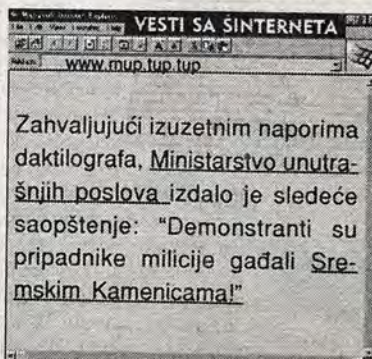 VESTI SA ŠINTERNETA
www.mup.tup.tup
Zahvaljujući izuzetnim naporima
daktilografa, Ministarstvo unutra-
šnjih poslova izdalo je sledeće
saopštenje: “Demonstranti su
pripadnike milicije gađali Sre-
mskim Kamenicama!”